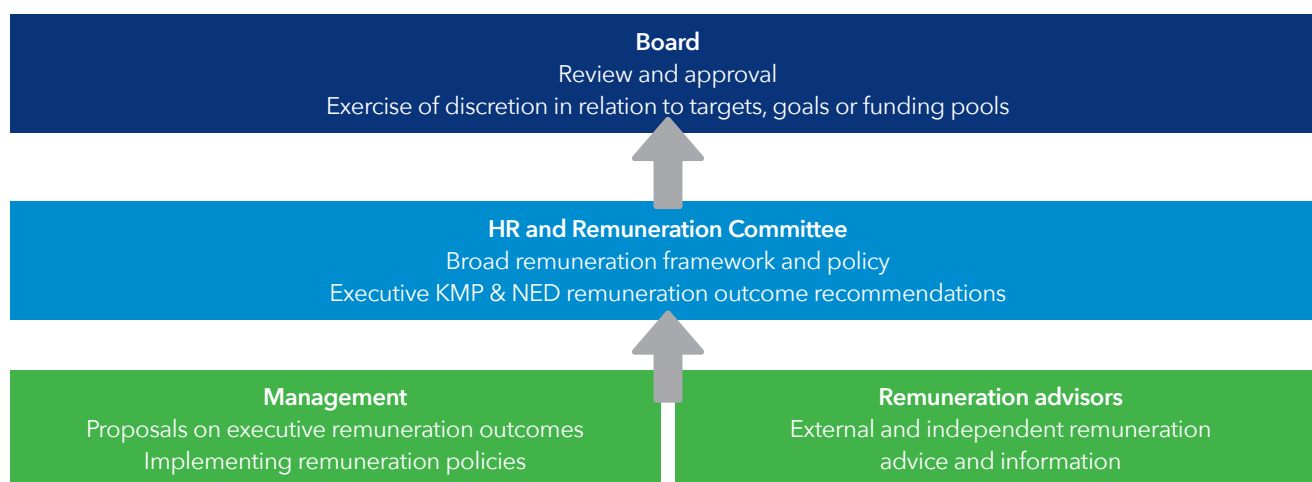 Board
Review and approval
Exercise of discretion in relation to targets, goals or funding pools
HR and Remuneration Committee
Broad remuneration framework and policy
Executive KMP & NED remuneration outcome recommendations
Management
Proposals on executive remuneration outcomes
Implementing remuneration policies
Remuneration advisors
External and independent remuneration
advice and information